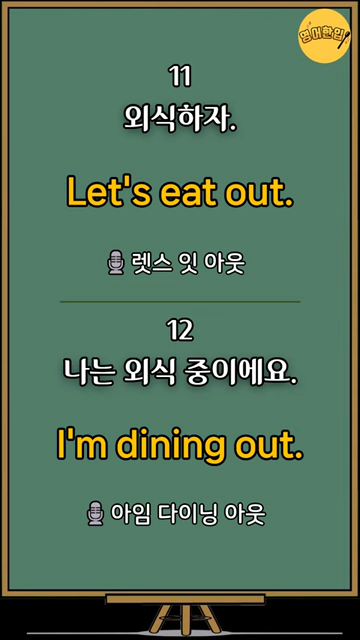 영어한입
11
외식하자.
Let's eat out.
렛스 잇 아웃
12
나는 외식 중이에요.
I'm dining out.
아임 다이닝 아웃